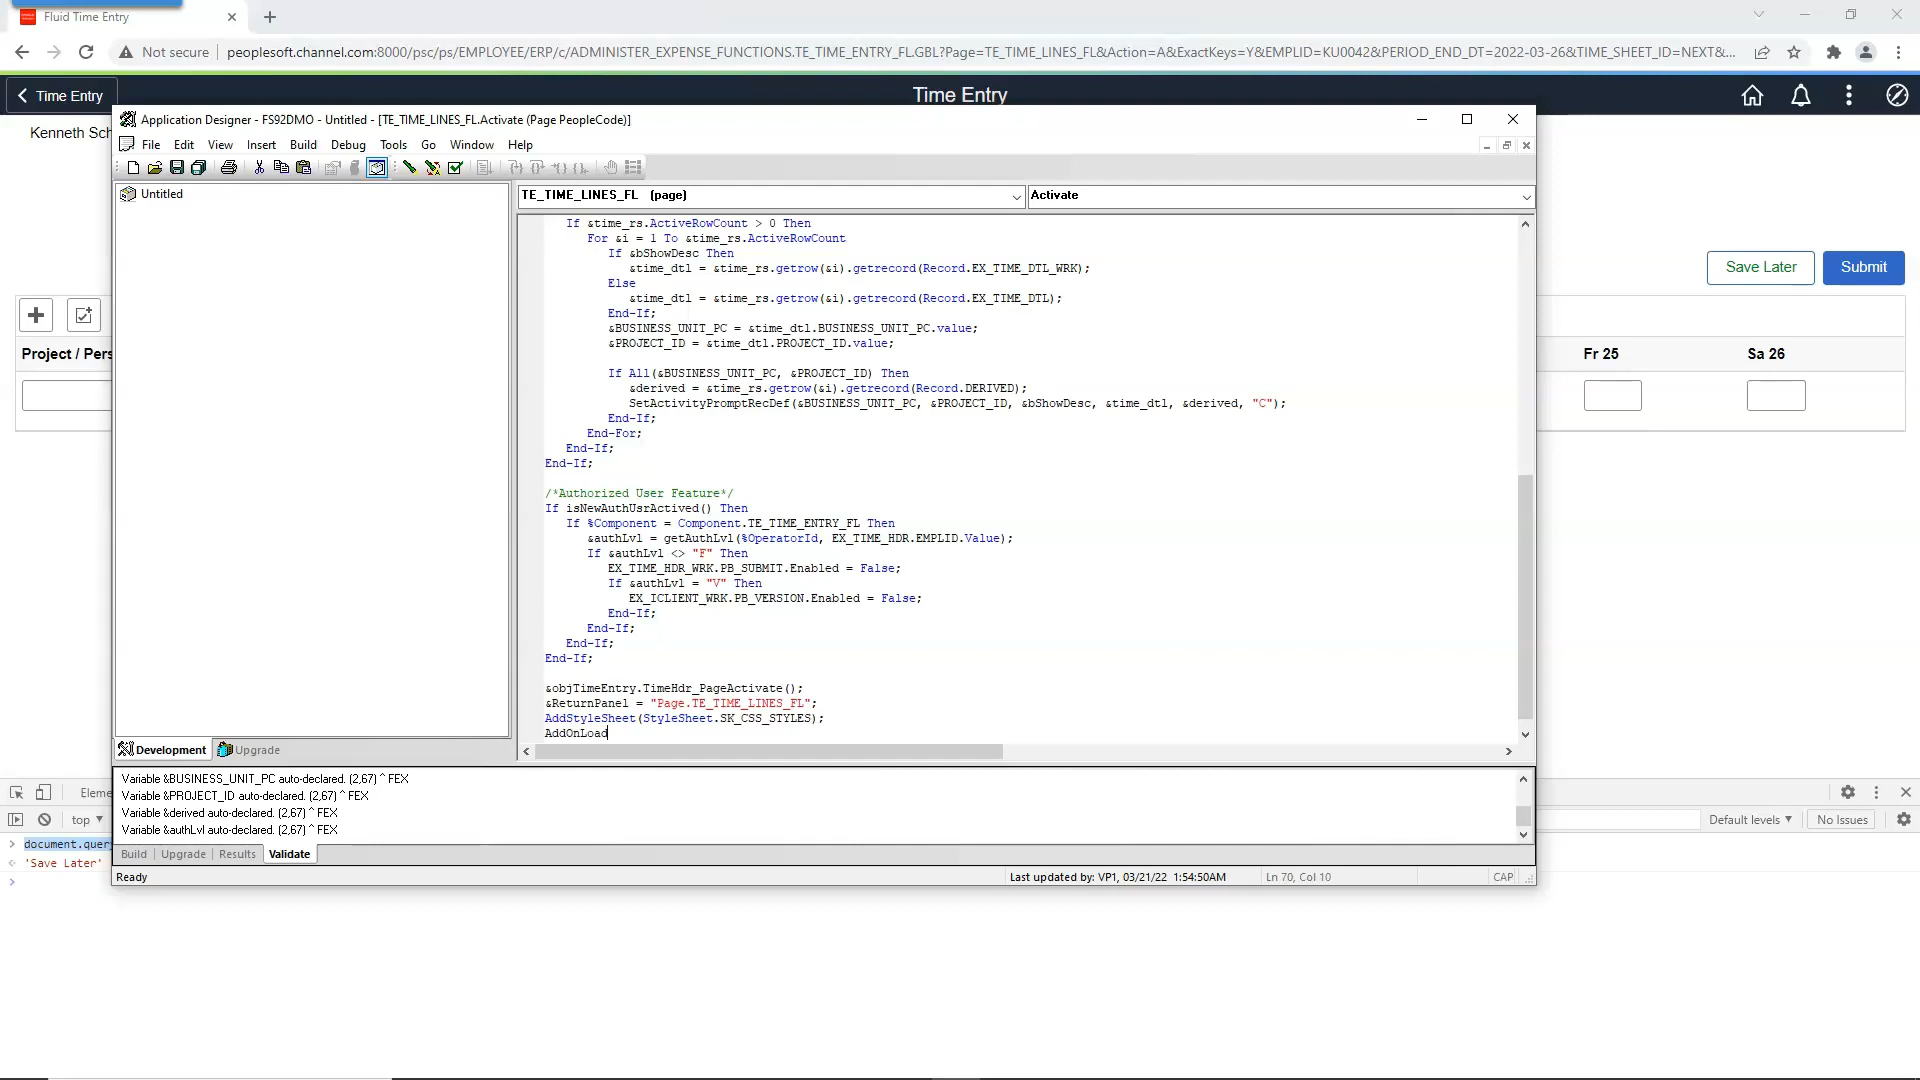 Fluid Time Entry
Not secure
peoplesoft.channel.com:8000/psc/ps/EMPLOYEE/ERP/c/ADMINISTER_EXPENSE_FUNCTIONS.TE_TIME_ENTRY_FL.GBL?Page=TE_TIME_LINES_FL&Action=A&ExactKeys=Y&EMPLID=KU0042&PERIOD_END_DT=2022-03-26&TIME_SHEET_ID=NEXT&...
Time Entry
Time Entry
Kenneth Sch
Application Designer - FS92DMO - Untitled - [TE_TIME_LINES_FL.Activate (Page PeopleCode)]
File Edit View Insert Build Debug Tools Go Window Help
Untitled
TE_TIME_LINES_FL (page)
Activate
If &time_rs.ActiveRowCount > 0 Then
For &i = 1 To &time_rs.ActiveRowCount
If &bShowDesc Then
&time_dtl = &time_rs.getrow(&i).getrecord(Record.EX_TIME_DTL_WRK);
Else
&time_dtl = &time_rs.getrow(&i).getrecord(Record.EX_TIME_DTL);
End-If;
&BUSINESS_UNIT_PC = &time_dtl.BUSINESS_UNIT_PC.value;
&PROJECT_ID = &time_dtl.PROJECT_ID.value;
If All(&BUSINESS_UNIT_PC, &PROJECT_ID) Then
&derived = &time_rs.getrow(&i).getrecord(Record.DERIVED);
SetActivityPromptRecDef(&BUSINESS_UNIT_PC, &PROJECT_ID, &bShowDesc, &time_dtl, &derived, "C");
End-If;
End-For;
End-If;
End-If;
/*Authorized User Feature*/
If isNewAuthUsrActived() Then
If %Component = Component.TE_TIME_ENTRY_FL Then
&authLvl = getAuthLvl(%OperatorId, EX_TIME_HDR.EMPLID.Value);
If &authLvl <> "F" Then
EX_TIME_HDR_WRK.PB_SUBMIT.Enabled = False;
If &authLvl = "V" Then
EX_ICLIENT_WRK.PB_VERSION.Enabled = False;
End-If;
End-If;
End-If;
End-If;
&objTimeEntry.TimeHdr_PageActivate();
&ReturnPanel = "Page.TE_TIME_LINES_FL";
AddStyleSheet(StyleSheet.SK_CSS_STYLES);
AddOnLoad
Save Later
Submit
Project / Pers
Fr 25
Sa 26
Development
Upgrade
Variable &BUSINESS_UNIT_PC auto-declared. (2,67) ^ FEX
Variable &PROJECT_ID auto-declared. (2,67) ^ FEX
Variable &derived auto-declared. (2,67) ^ FEX
Variable &authLvl auto-declared. (2,67) ^ FEX
Build Upgrade Results Validate
Ready
Last updated by: VP1, 03/21/22 1:54:50AM
Ln 70, Col 10
CAP
Eleme
top
Default levels
No Issues
document.query
'Save Later'